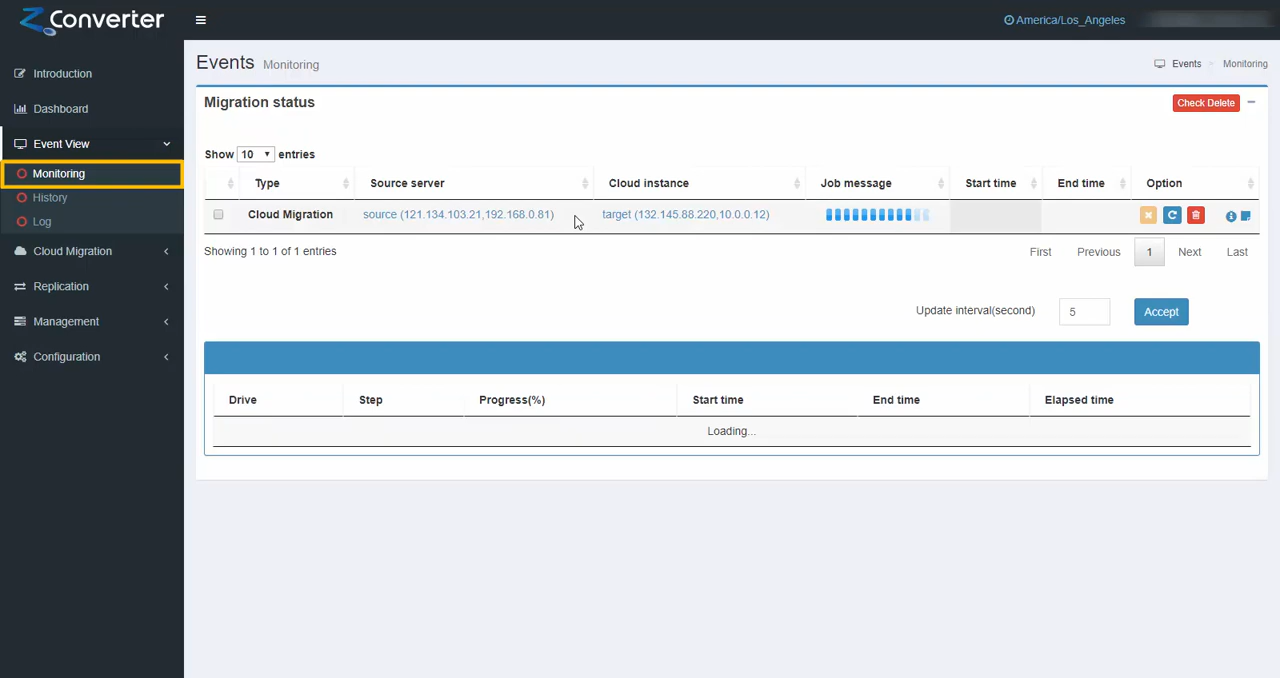 ZConverter
America/Los_Angeles
Introduction
Dashboard
Event View
Monitoring
History
Log
Cloud Migration
Replication
Management
Configuration
Events Monitoring
Events > Monitoring
Migration status
Check Delete
Show 10 entries
Type Source server Cloud instance Job message Start time End time Option
Cloud Migration source (121.134.103.21,192.168.0.81) target (132.145.88.220,10.0.0.12)
Showing 1 to 1 of 1 entries
First Previous 1 Next Last
Update interval(second) 5 Accept
Drive Step Progress(%) Start time End time Elapsed time
Loading...